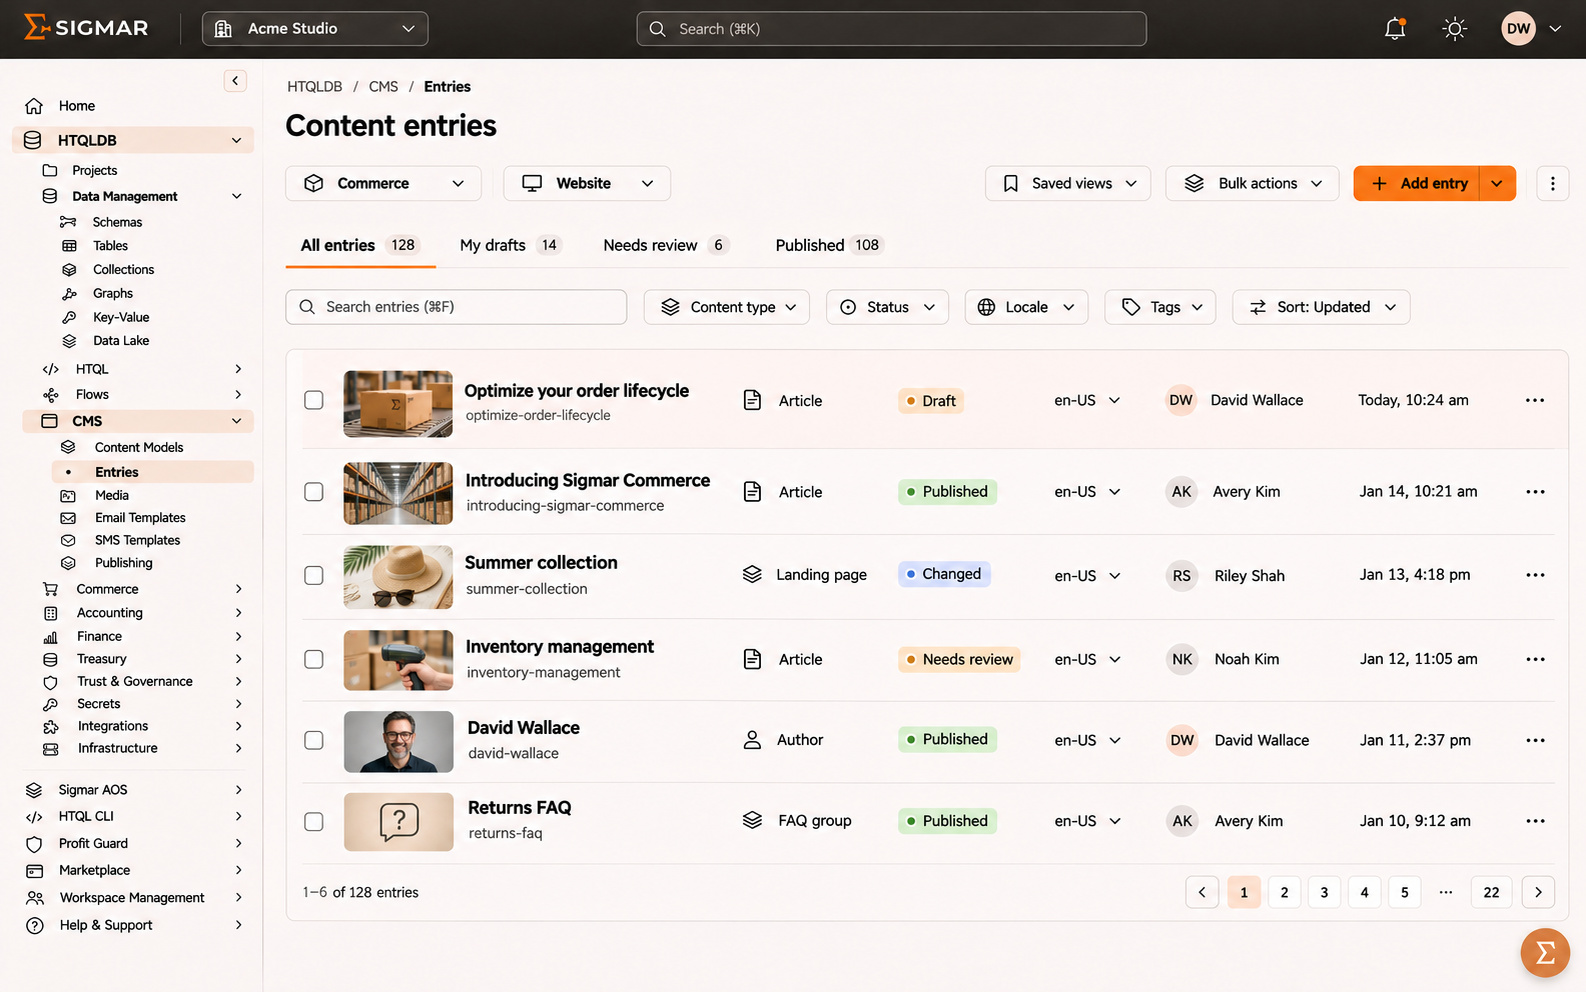 SIGMAR
Acme Studio
Search (⌘K)
DW
Home
HTQLDB
Projects
Data Management
Schemas
Tables
Collections
Graphs
Key-Value
Data Lake
HTQL
Flows
CMS
Content Models
Entries
Media
Email Templates
SMS Templates
Publishing
Commerce
Accounting
Finance
Treasury
Trust & Governance
Secrets
Integrations
Infrastructure
Sigmar AOS
HTQL CLI
Profit Guard
Marketplace
Workspace Management
Help & Support
HTQLDB / CMS / Entries
Content entries
Commerce
Website
Saved views
Bulk actions
+ Add entry
All entries 128
My drafts 14
Needs review 6
Published 108
Search entries (⌘F)
Content type
Status
Locale
Tags
Sort: Updated
Optimize your order lifecycle
optimize-order-lifecycle
Article
Draft
en-US
DW David Wallace
Today, 10:24 am
Introducing Sigmar Commerce
introducing-sigmar-commerce
Article
Published
en-US
AK Avery Kim
Jan 14, 10:21 am
Summer collection
summer-collection
Landing page
Changed
en-US
RS Riley Shah
Jan 13, 4:18 pm
Inventory management
inventory-management
Article
Needs review
en-US
NK Noah Kim
Jan 12, 11:05 am
David Wallace
david-wallace
Author
Published
en-US
DW David Wallace
Jan 11, 2:37 pm
?
Returns FAQ
returns-faq
FAQ group
Published
en-US
AK Avery Kim
Jan 10, 9:12 am
1–6 of 128 entries
1 2 3 4 5 ... 22
Σ